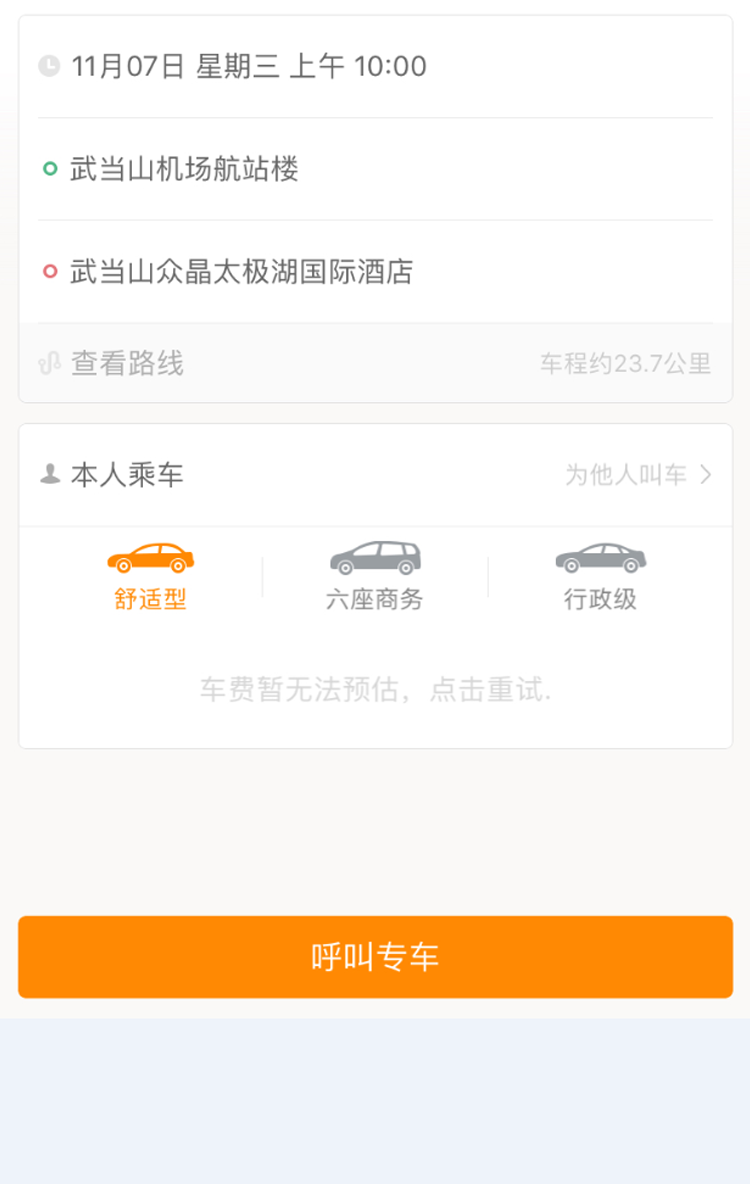 11月07日 星期三 上午 10:00
武当山机场航站楼
武当山众晶太极湖国际酒店
查看路线 车程约23.7公里
本人乘车 为他人叫车
舒适型 六座商务 行政级
车费暂无法预估，点击重试.
呼叫专车